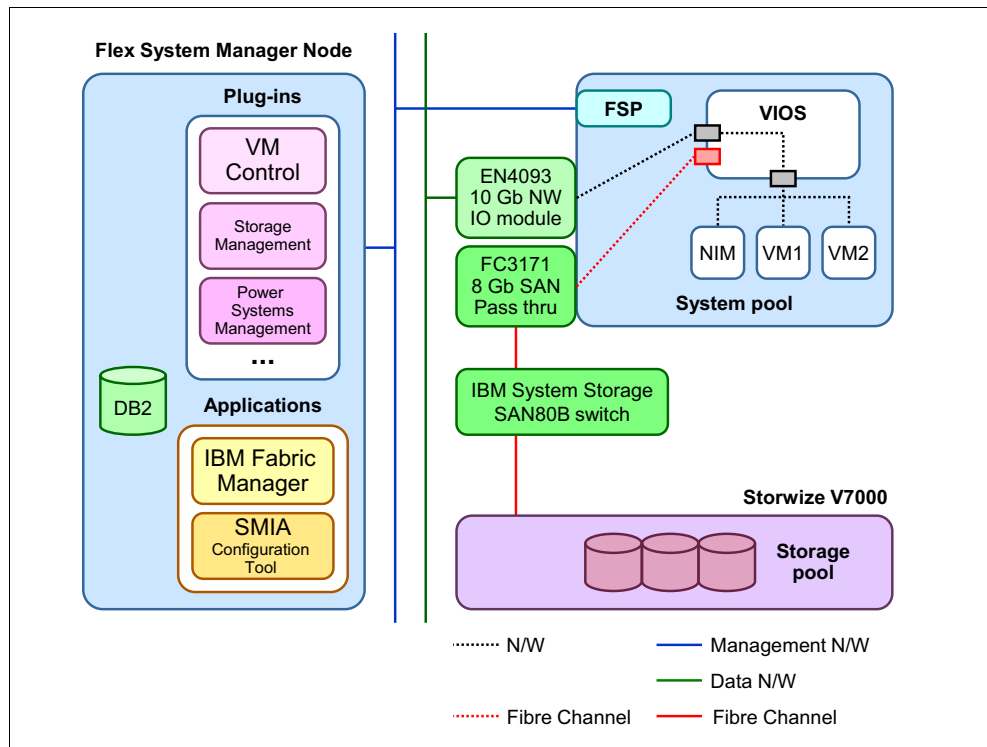 Flex System Manager Node
Plug-ins
VM
Control
Storage
Management
Power
Systems
Management
...
DB2
Applications
IBM Fabric
Manager
SMIA
Configuration
Tool
FSP
VIOS
EN4093
10 Gb NW
IO module
FC3171
8 Gb SAN
Pass thru
NIM
VM1
VM2
System pool
IBM System Storage
SAN80B switch
Storwize V7000
Storage
pool
N/W
Management N/W
Data N/W
Fibre Channel
Fibre Channel